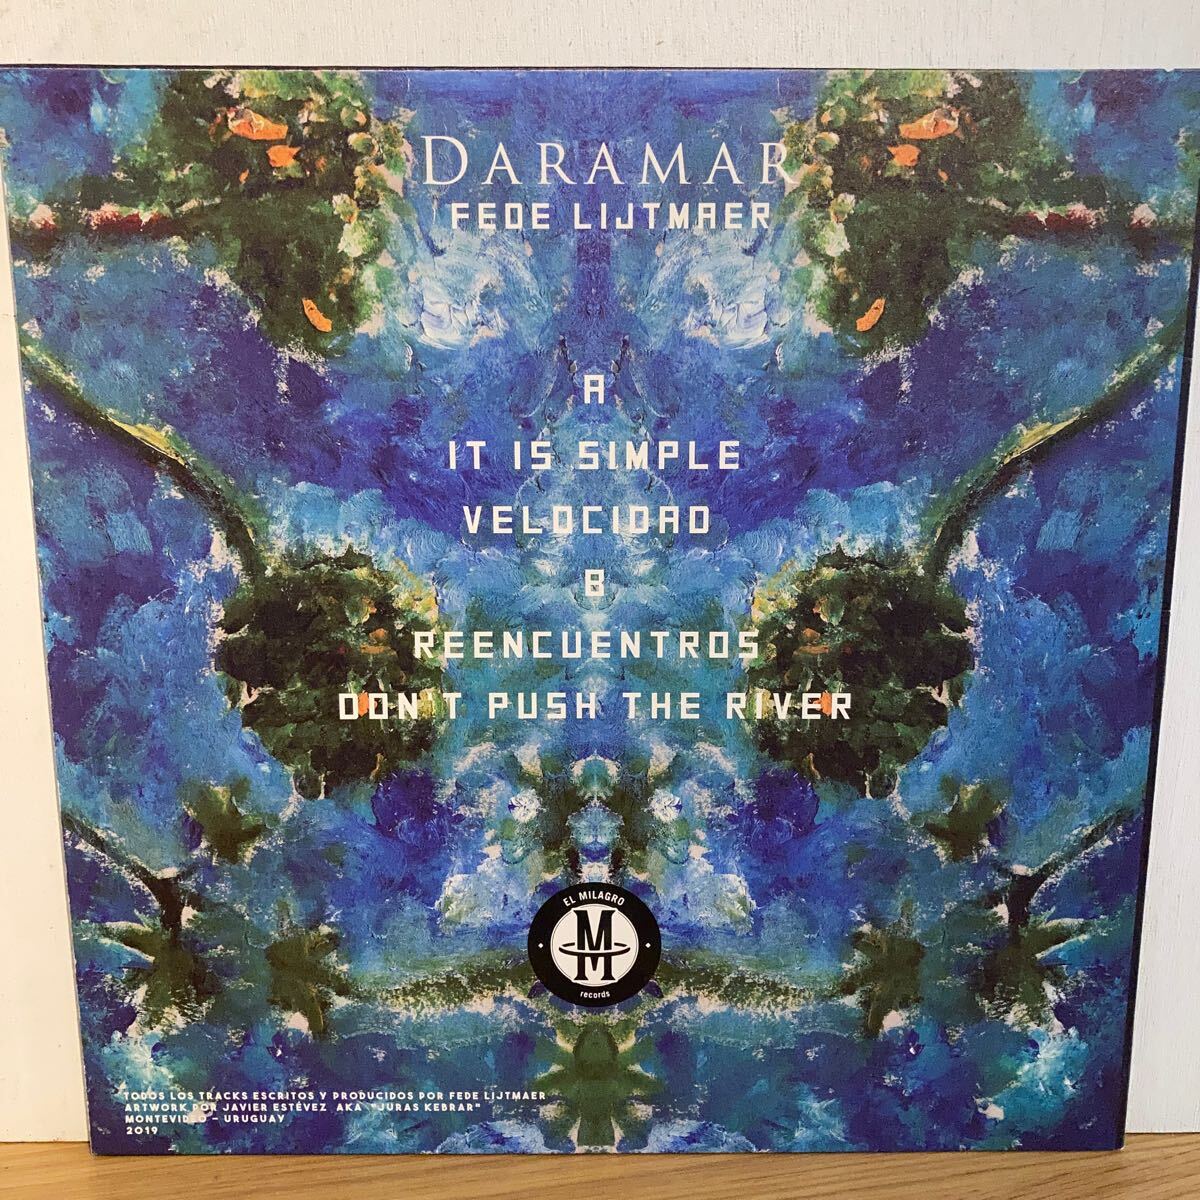 DARAMAR
FEDE LIJTMAER
A
IT IS SIMPLE
VELOCIDAD
B
REENCUENTROS
DON'T PUSH THE RIVER
EL MILAGRO
M
M
records
TODOS LOS TRACKS ESCRITOS Y PRODUCIDOS POR FEDE LIJTMAER
ARTWORK POR JAVIER ESTÉVEZ AKA "JURAS KEBRAR"
MONTEVIDEO - URUGUAY
2019